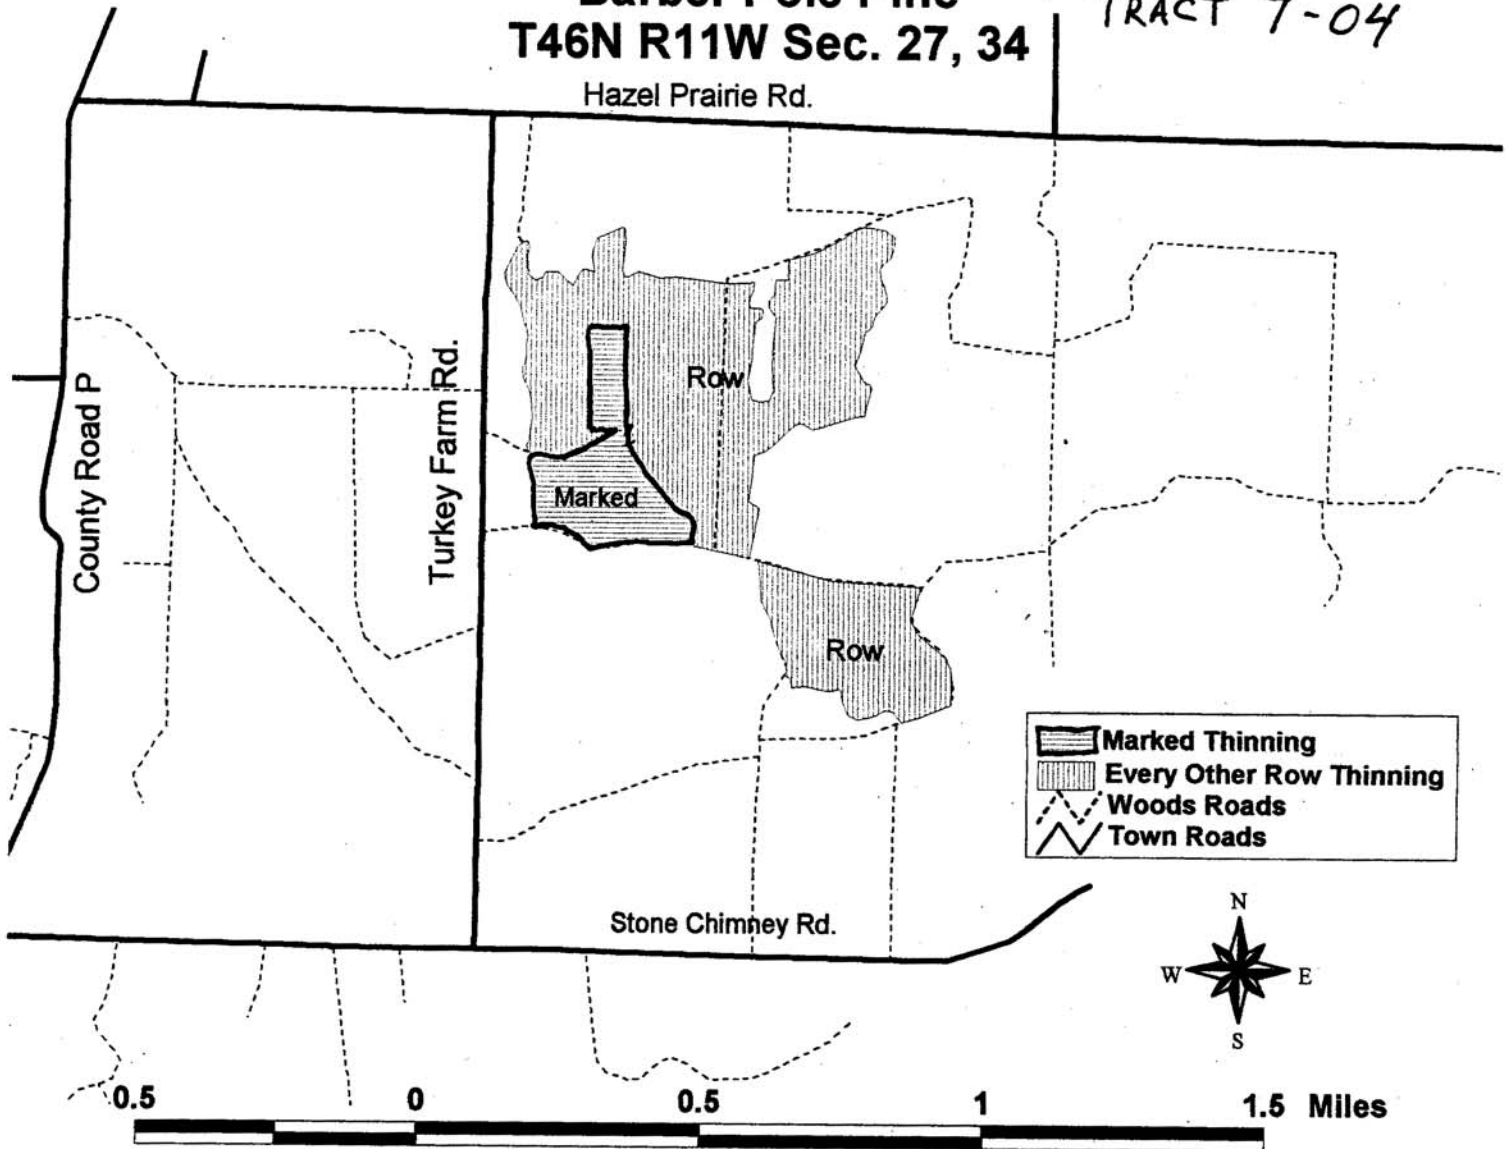 TRACT 7-04
T46N R11W Sec. 27, 34
Hazel Prairie Rd.
County Road P
Turkey Farm Rd.
Row
Marked
Row
Marked Thinning
Every Other Row Thinning
Woods Roads
Town Roads
Stone Chimney Rd.
N
W E
S
0.5 0 0.5 1 1.5 Miles